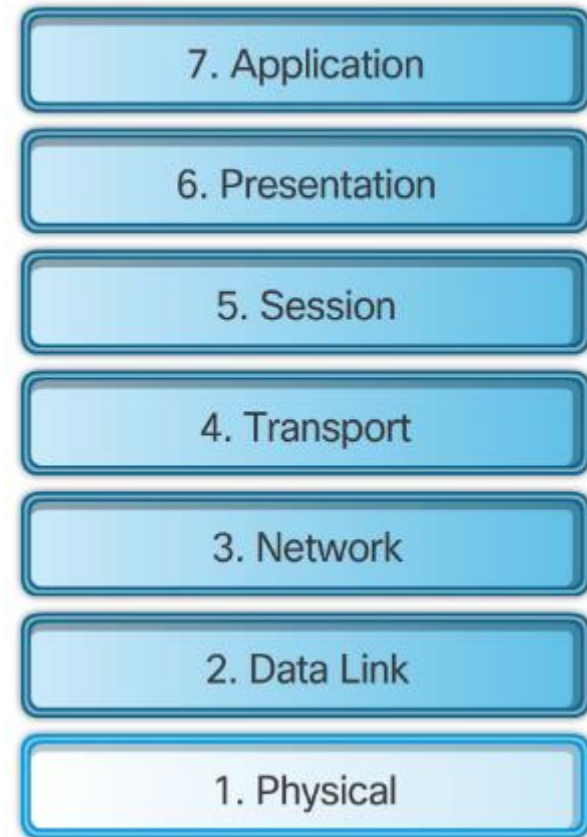 7. Application
6. Presentation
5. Session
4. Transport
3. Network
2. Data Link
1. Physical